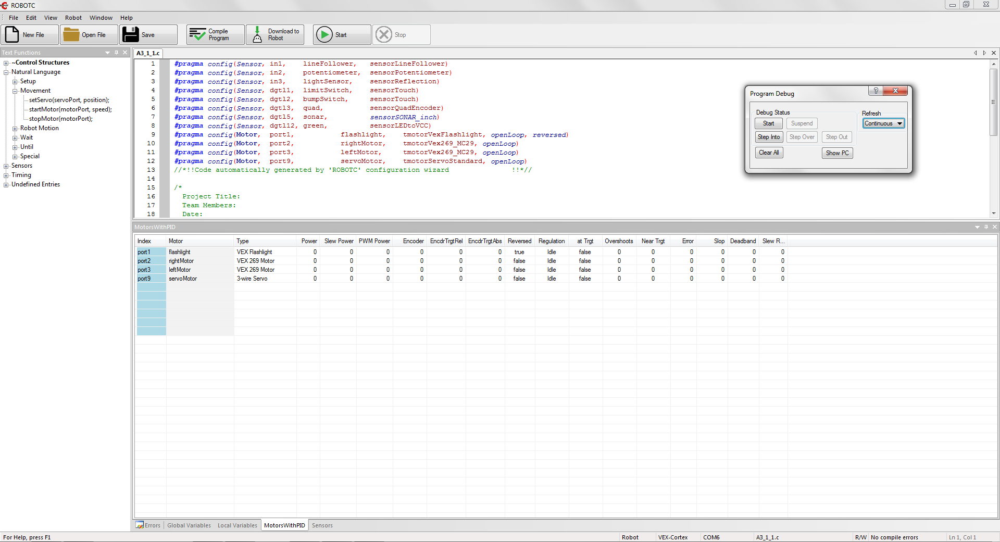 ROBOTC
File Edit View Robot Window Help
New File Open File Save Compile Program Download to Robot Start Stop
Text Functions
~Control Structures
Natural Language
Setup
Movement
setServo(servoPort, position);
startMotor(motorPort, speed);
stopMotor(motorPort);
Robot Motion
Wait
Until
Special
Sensors
Timing
Undefined Entries
A3_1_1.c
1 #pragma config(Sensor, in1, lineFollower, sensorLineFollower)
2 #pragma config(Sensor, in2, potentiometer, sensorPotentiometer)
3 #pragma config(Sensor, in3, lightSensor, sensorReflection)
4 #pragma config(Sensor, dgtl1, limitSwitch, sensorTouch)
5 #pragma config(Sensor, dgtl2, bumpSwitch, sensorTouch)
6 #pragma config(Sensor, dgtl3, quad, sensorQuadEncoder)
7 #pragma config(Sensor, dgtl5, sonar, sensorSONAR_inch)
8 #pragma config(Sensor, dgtl12, green, sensorLEDtoVCC)
9 #pragma config(Motor, port1, flashlight, tmotorVexFlashlight, openLoop, reversed)
10 #pragma config(Motor, port2, rightMotor, tmotorVex269_MC29, openLoop)
11 #pragma config(Motor, port3, leftMotor, tmotorVex269_MC29, openLoop)
12 #pragma config(Motor, port9, servoMotor, tmotorServoStandard, openLoop)
13 //*!!Code automatically generated by 'ROBOTC' configuration wizard !!*//
14
15 /*
16 Project Title:
17 Team Members:
18 Date:
Program Debug
Debug Status Refresh
Start Suspend Continuous
Step Into Step Over Step Out
Clear All Show PC
MotorsWithPID
Index Motor Type Power Slew Power PWM Power Encoder EncdrTrgtRel EncdrTrgtAbs Reversed Regulation at Trgt Overshoots Near Trgt Error Slop Deadband Slew R...
port1 flashlight VEX Flashlight 0 0 0 0 0 0 true Idle false 0 0 0 0 0 0
port2 rightMotor VEX 269 Motor 0 0 0 0 0 0 false Idle false 0 0 0 0 0 0
port3 leftMotor VEX 269 Motor 0 0 0 0 0 0 false Idle false 0 0 0 0 0 0
port9 servoMotor 3-wire Servo 0 0 0 0 0 0 false Idle false 0 0 0 0 0 0
Errors Global Variables Local Variables MotorsWithPID Sensors
For Help, press F1 Robot VEX-Cortex COM6 A3_1_1.c R/W No compile errors Ln 1, Col 1